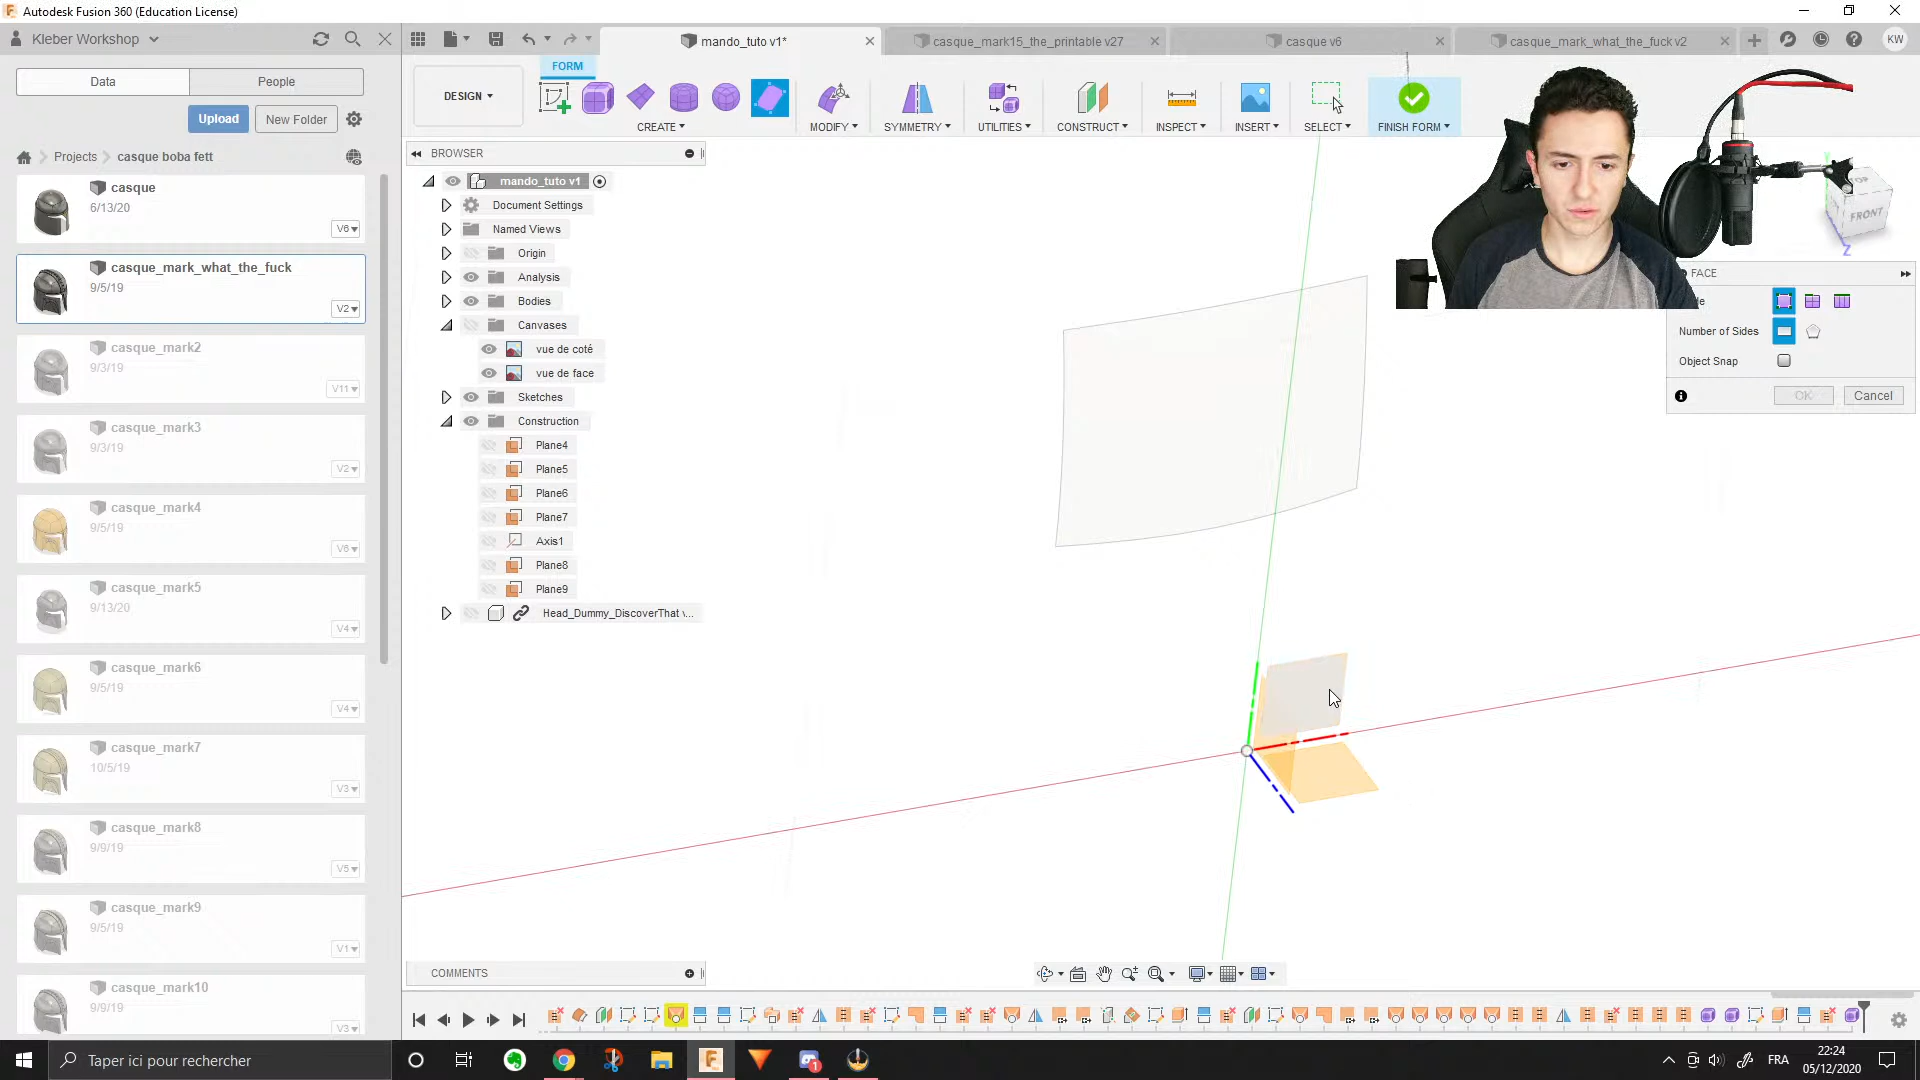 Autodesk Fusion 360 (Education License)
Kleber Workshop
mando_tuto v1*
casque_mark15_the_printable v27
casque v6
casque_mark_what_the_fuck v2
KW
FORM
Data
People
DESIGN
CREATE
MODIFY
SYMMETRY
UTILITIES
CONSTRUCT
INSPECT
INSERT
SELECT
FINISH FORM
Upload
New Folder
Projects
casque boba fett
BROWSER
mando_tuto v1
Document Settings
Named Views
Origin
Analysis
Bodies
Canvases
vue de coté
vue de face
Sketches
Construction
Plane4
Plane5
Plane6
Plane7
Axis1
Plane8
Plane9
Head_Dummy_DiscoverThat v...
casque
6/13/20
V6
casque_mark_what_the_fuck
9/5/19
V2
casque_mark2
9/3/19
V11
casque_mark3
9/3/19
V2
casque_mark4
9/5/19
V6
casque_mark5
9/13/20
V4
casque_mark6
9/5/19
V4
casque_mark7
10/5/19
V3
casque_mark8
9/9/19
V5
casque_mark9
9/5/19
V1
casque_mark10
9/9/19
V3
TOP
FRONT
Z
FACE
Number of Sides
Object Snap
OK
Cancel
COMMENTS
Taper ici pour rechercher
1
FRA
22:24
05/12/2020